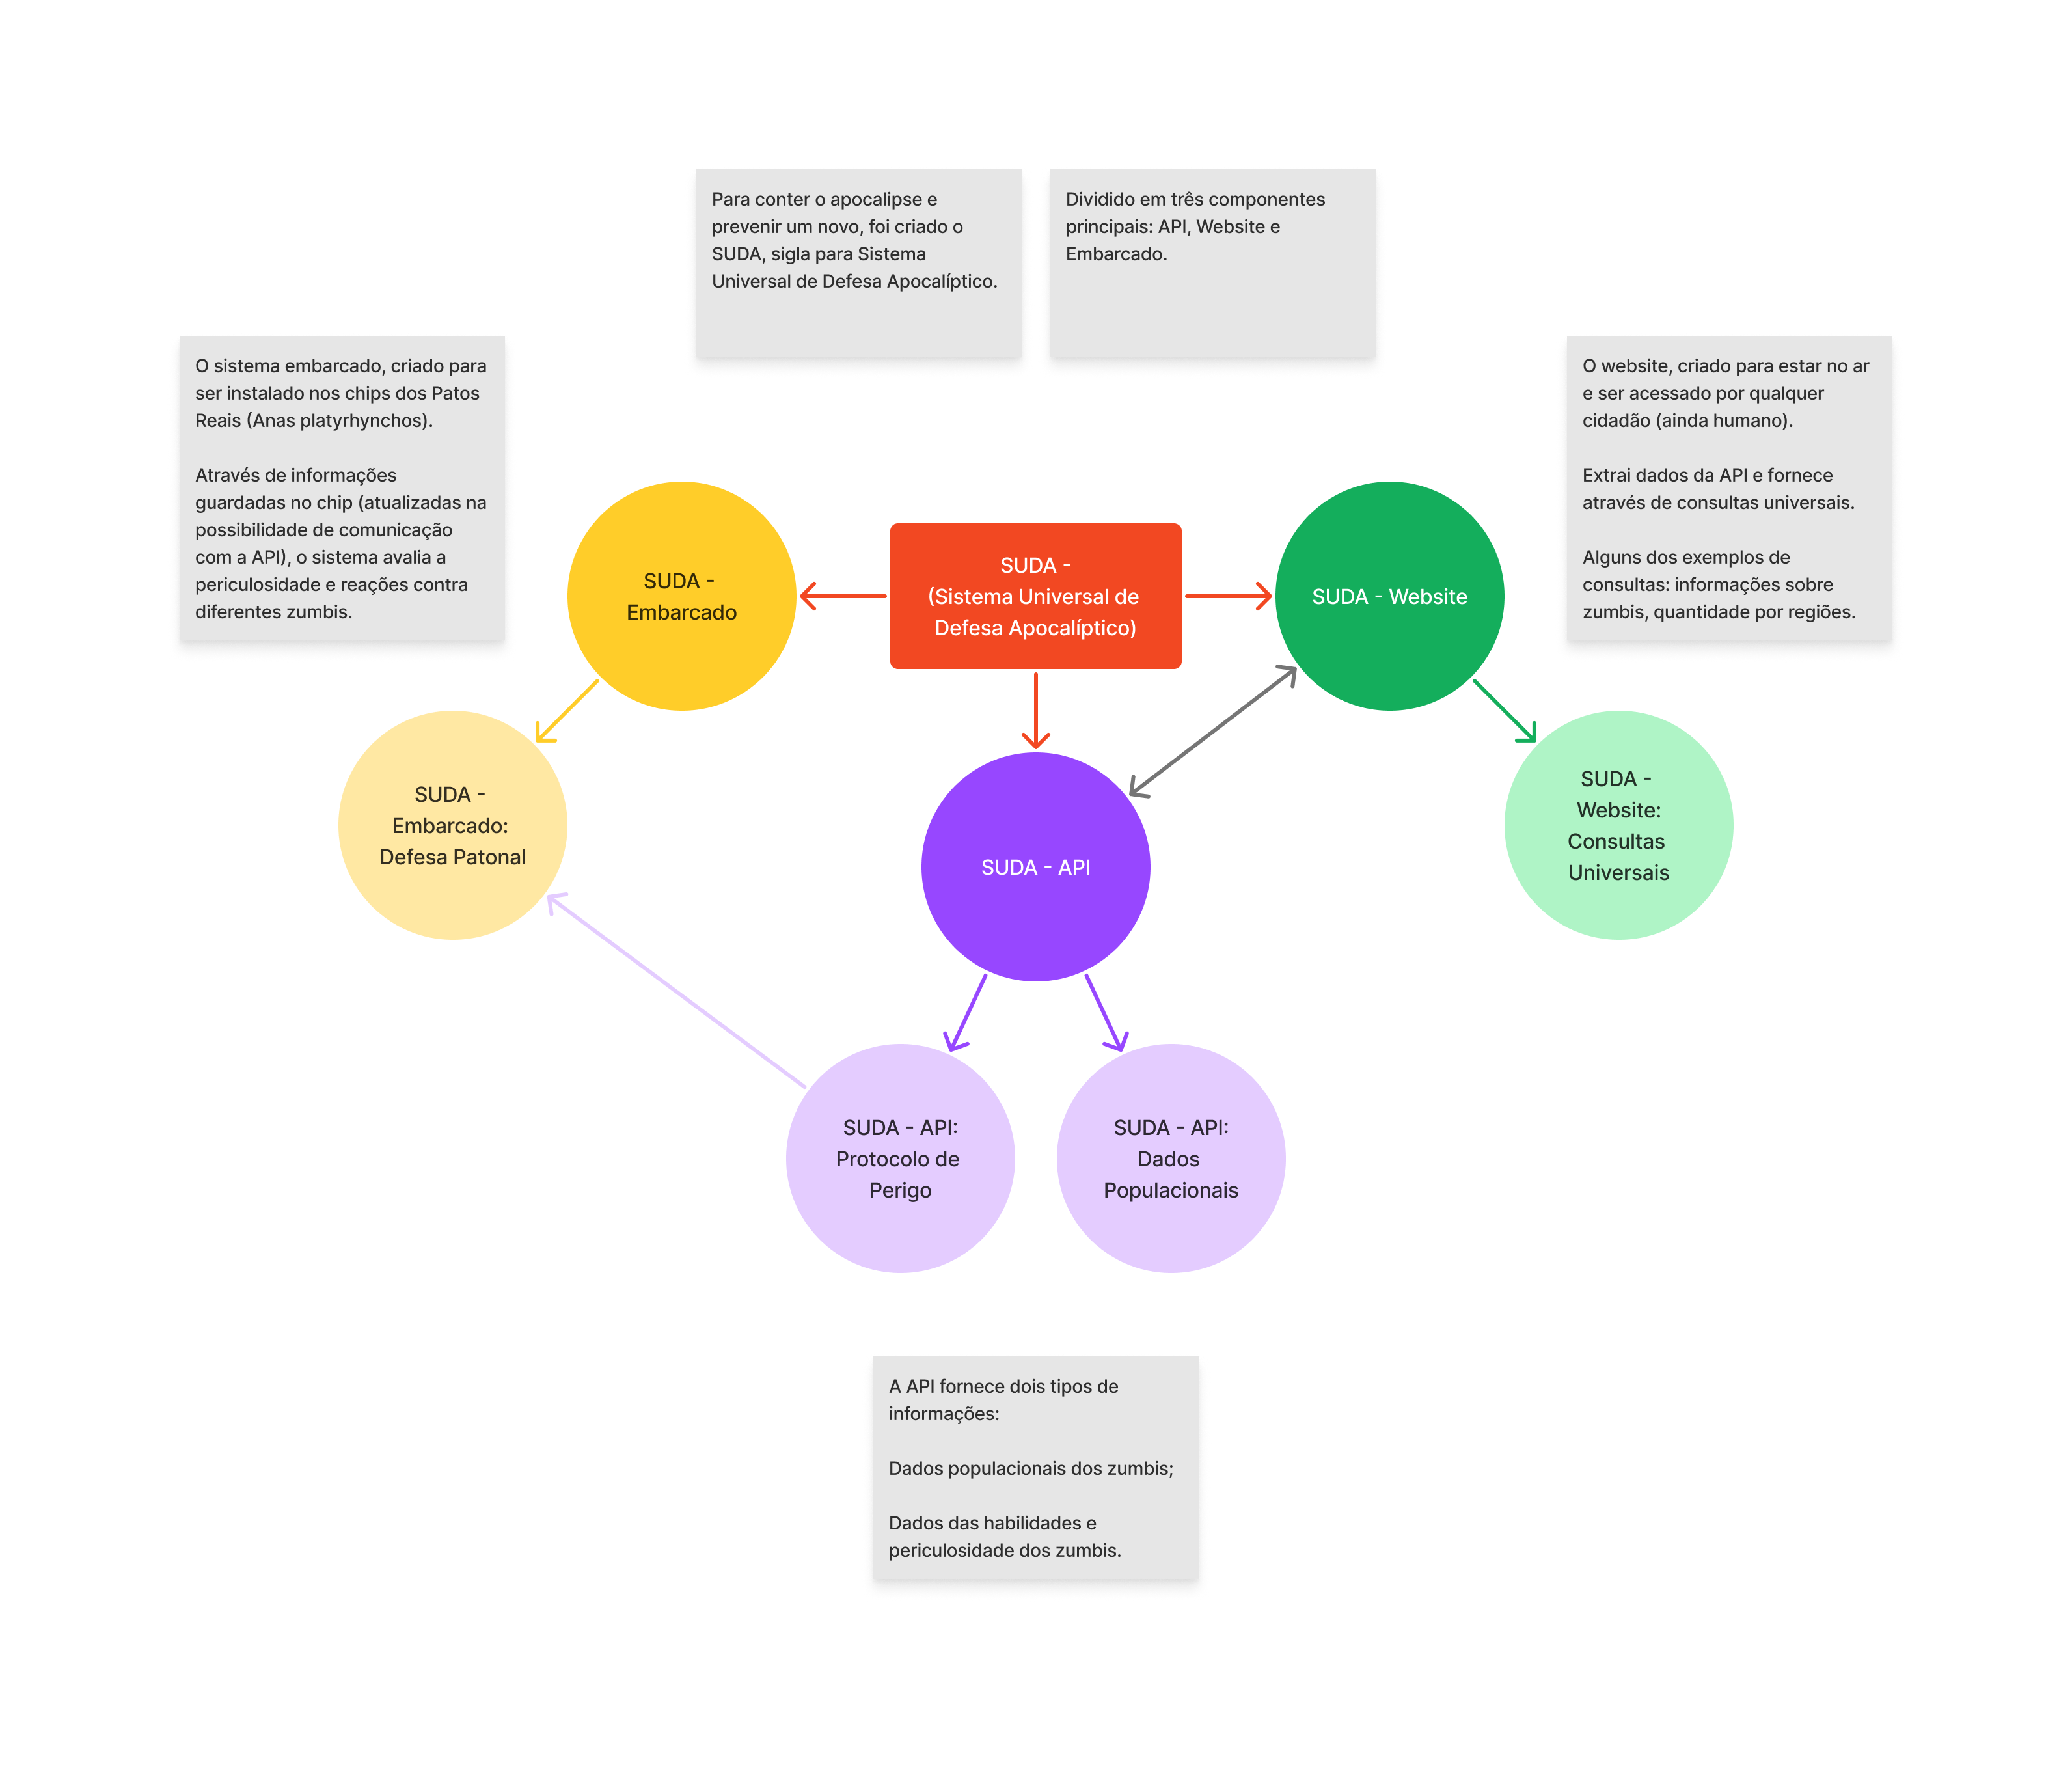 Para conter o apocalipse e
prevenir um novo, foi criado o
SUDA, sigla para Sistema
Universal de Defesa Apocalíptico.
Dividido em três componentes
principais: API, Website e
Embarcado.
O sistema embarcado, criado para
ser instalado nos chips dos Patos
Reais (Anas platyrhynchos).
Através de informações
guardadas no chip (atualizadas na
possibilidade de comunicação
com a API), o sistema avalia a
periculosidade e reações contra
diferentes zumbis.
O website, criado para estar no ar
e ser acessado por qualquer
cidadão (ainda humano).
Extrai dados da API e fornece
através de consultas universais.
Alguns dos exemplos de
consultas: informações sobre
zumbis, quantidade por regiões.
SUDA -
Embarcado
SUDA -
(Sistema Universal de
Defesa Apocalíptico)
SUDA - Website
SUDA -
Embarcado:
Defesa Patonal
SUDA - API
SUDA -
Website:
Consultas
Universais
SUDA - API:
Protocolo de
Perigo
SUDA - API:
Dados
Populacionais
A API fornece dois tipos de
informações:
Dados populacionais dos zumbis;
Dados das habilidades e
periculosidade dos zumbis.